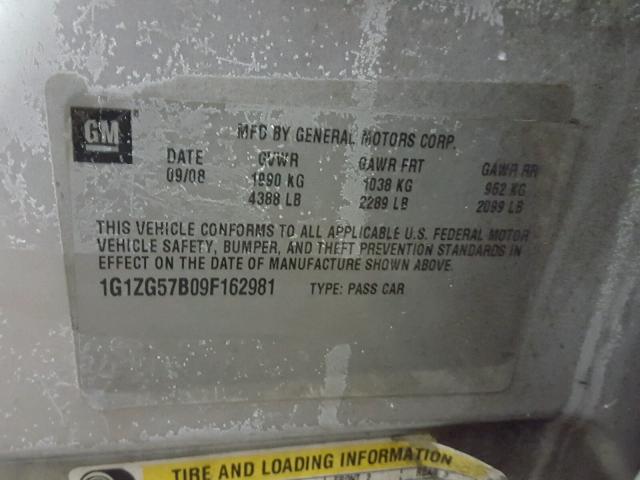 GM
MFD BY GENERAL MOTORS CORP.
DATE GVWR GAWR FRT GAWR RR
09/08 1990 KG 1038 KG 952 KG
4388 LB 2289 LB 2099 LB
THIS VEHICLE CONFORMS TO ALL APPLICABLE U.S. FEDERAL MOTOR
VEHICLE SAFETY, BUMPER, AND THEFT PREVENTION STANDARDS IN
EFFECT ON THE DATE OF MANUFACTURE SHOWN ABOVE.
1G1ZG57B09F162981 TYPE: PASS CAR
TIRE AND LOADING INFORMATION
FRONT REAR